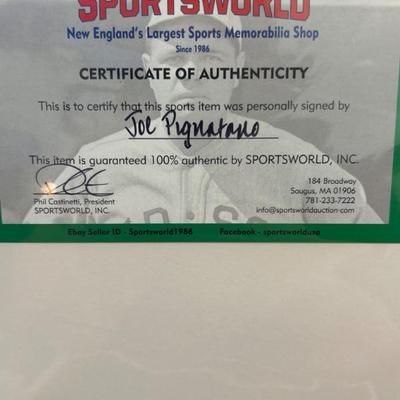 SPORTSWORLD
New England's Largest Sports Memorabilia Shop
Since 1986
CERTIFICATE OF AUTHENTICITY
This is to certify that this sports item was personally signed by
Joe Pignatano
This item is guaranteed 100% authentic by SPORTSWORLD, INC.
Phil Castinetti, President
SPORTSWORLD, INC.
184 Broadway
Saugus, MA 01906
781-233-7222
info@sportsworldauction.com
Ebay Seller ID - Sportsworld1986 Facebook - sportsworldusa